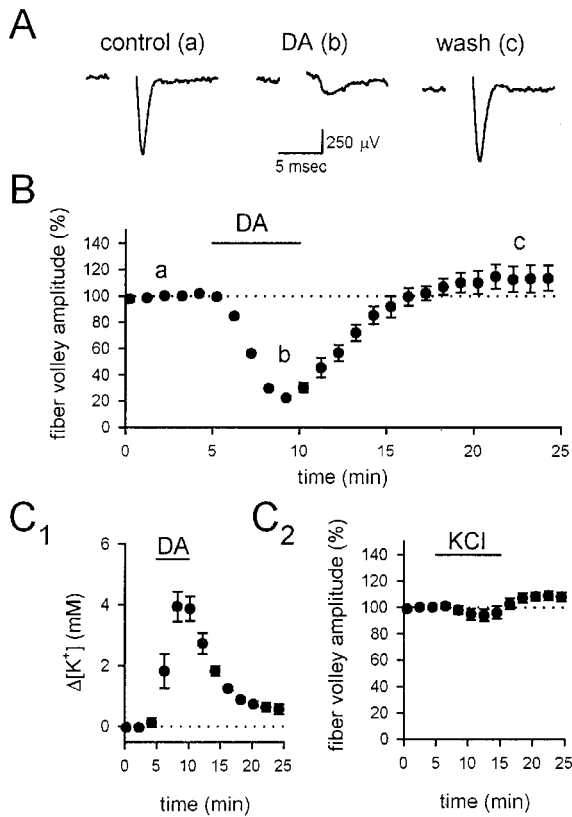 A
control (a) DA (b) wash (c)
250 µV
5 msec
B
DA
fiber volley amplitude (%)
140
120
100
80
60
40
20
0
a
b
c
0 5 10 15 20 25
time (min)
C1
DA
Δ[K+] (mM)
6
4
2
0
0 5 10 15 20 25
time (min)
C2
KCl
fiber volley amplitude (%)
140
120
100
80
60
40
20
0
0 5 10 15 20 25
time (min)